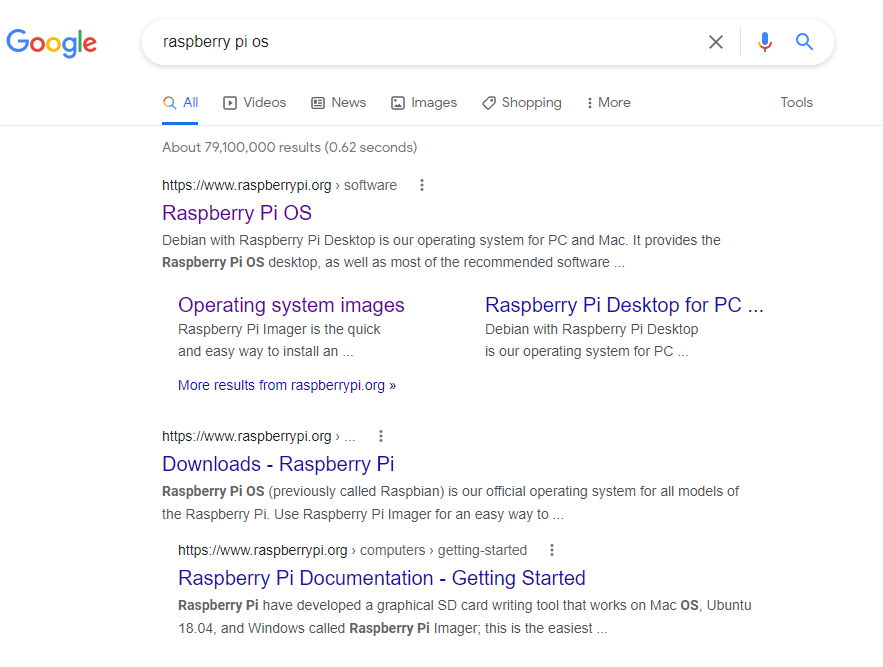 Google
raspberry pi os
All Videos News Images Shopping More Tools
About 79,100,000 results (0.62 seconds)
https://www.raspberrypi.org › software
Raspberry Pi OS
Debian with Raspberry Pi Desktop is our operating system for PC and Mac. It provides the
Raspberry Pi OS desktop, as well as most of the recommended software ...
Operating system images
Raspberry Pi Imager is the quick
and easy way to install an ...
Raspberry Pi Desktop for PC ...
Debian with Raspberry Pi Desktop
is our operating system for PC ...
More results from raspberrypi.org »
https://www.raspberrypi.org › ...
Downloads - Raspberry Pi
Raspberry Pi OS (previously called Raspbian) is our official operating system for all models of
the Raspberry Pi. Use Raspberry Pi Imager for an easy way to ...
https://www.raspberrypi.org › computers › getting-started
Raspberry Pi Documentation - Getting Started
Raspberry Pi have developed a graphical SD card writing tool that works on Mac OS, Ubuntu
18.04, and Windows called Raspberry Pi Imager; this is the easiest ...